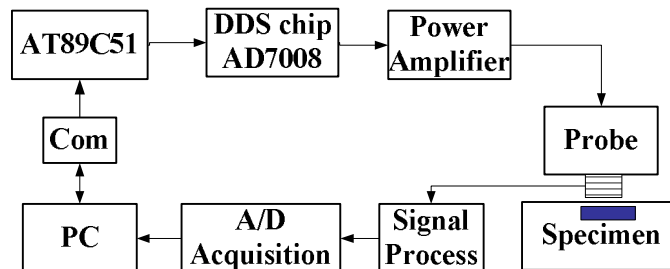 AT89C51
DDS chip
AD7008
Power
Amplifier
Com
Probe
PC
A/D
Acquisition
Signal
Process
Specimen